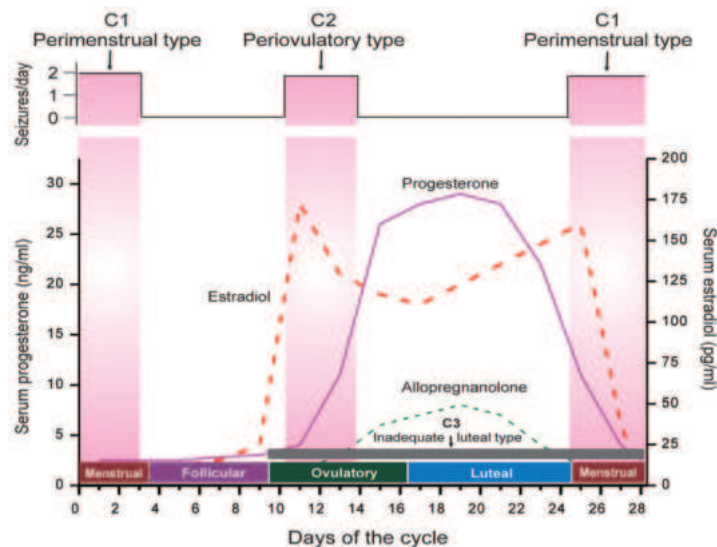 C1
Perimenstrual type
C2
Periovulatory type
C1
Perimenstrual type
Seizures/day
2
1
0
Serum progesterone (ng/ml)
30
25
20
15
10
5
0
Serum estradiol (pg/ml)
200
175
150
125
100
75
50
25
0
Progesterone
Estradiol
Allopregnanolone
C3
Inadequate luteal type
Menstrual Follicular Ovulatory Luteal Menstrual
0 2 4 6 8 10 12 14 16 18 20 22 24 26 28
Days of the cycle